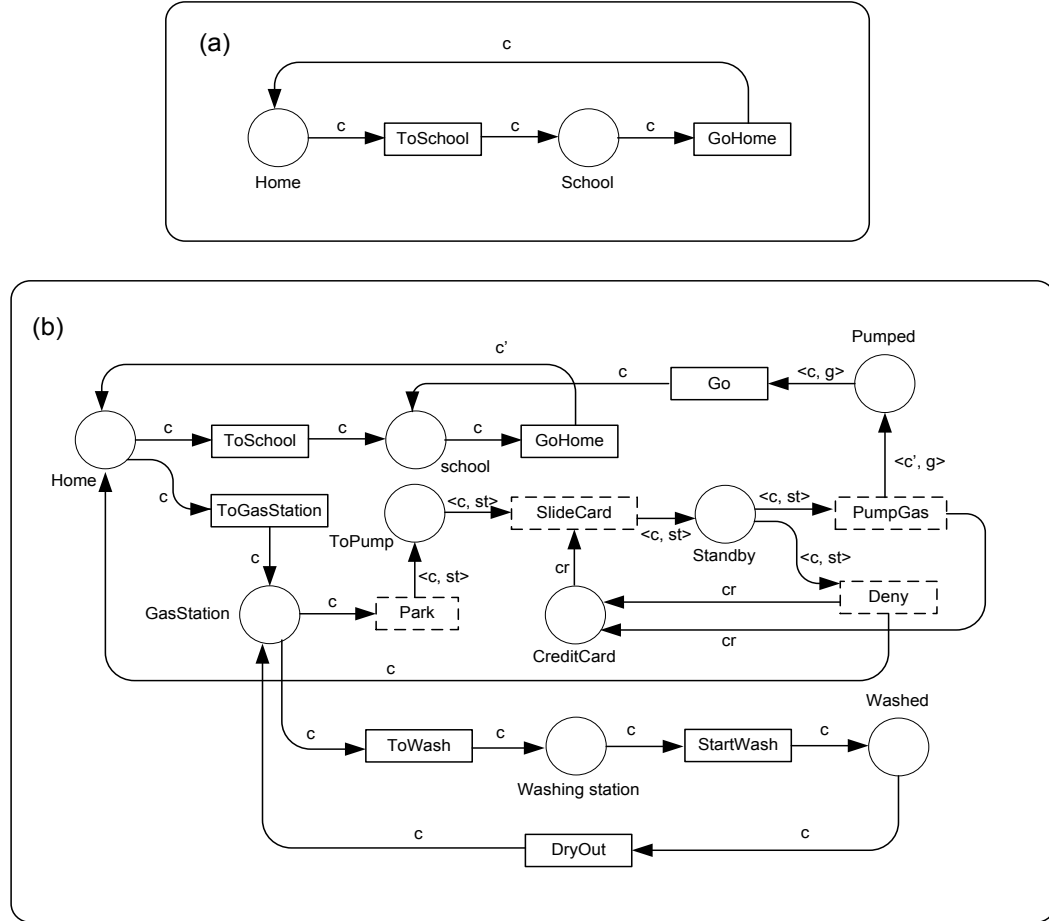 (a)
c
c
ToSchool
c
c
GoHome
Home
School
(b)
Pumped
c’
c
Go
<c, g>
c
ToSchool
c
c
GoHome
Home
school
<c’, g>
c
ToGasStation
<c, st>
SlideCard
<c, st>
PumpGas
ToPump
<c, st>
Standby
c
<c, st>
cr
<c, st>
GasStation
c
Park
cr
Deny
cr
CreditCard
c
Washed
c
ToWash
c
c
StartWash
c
Washing station
c
DryOut
c